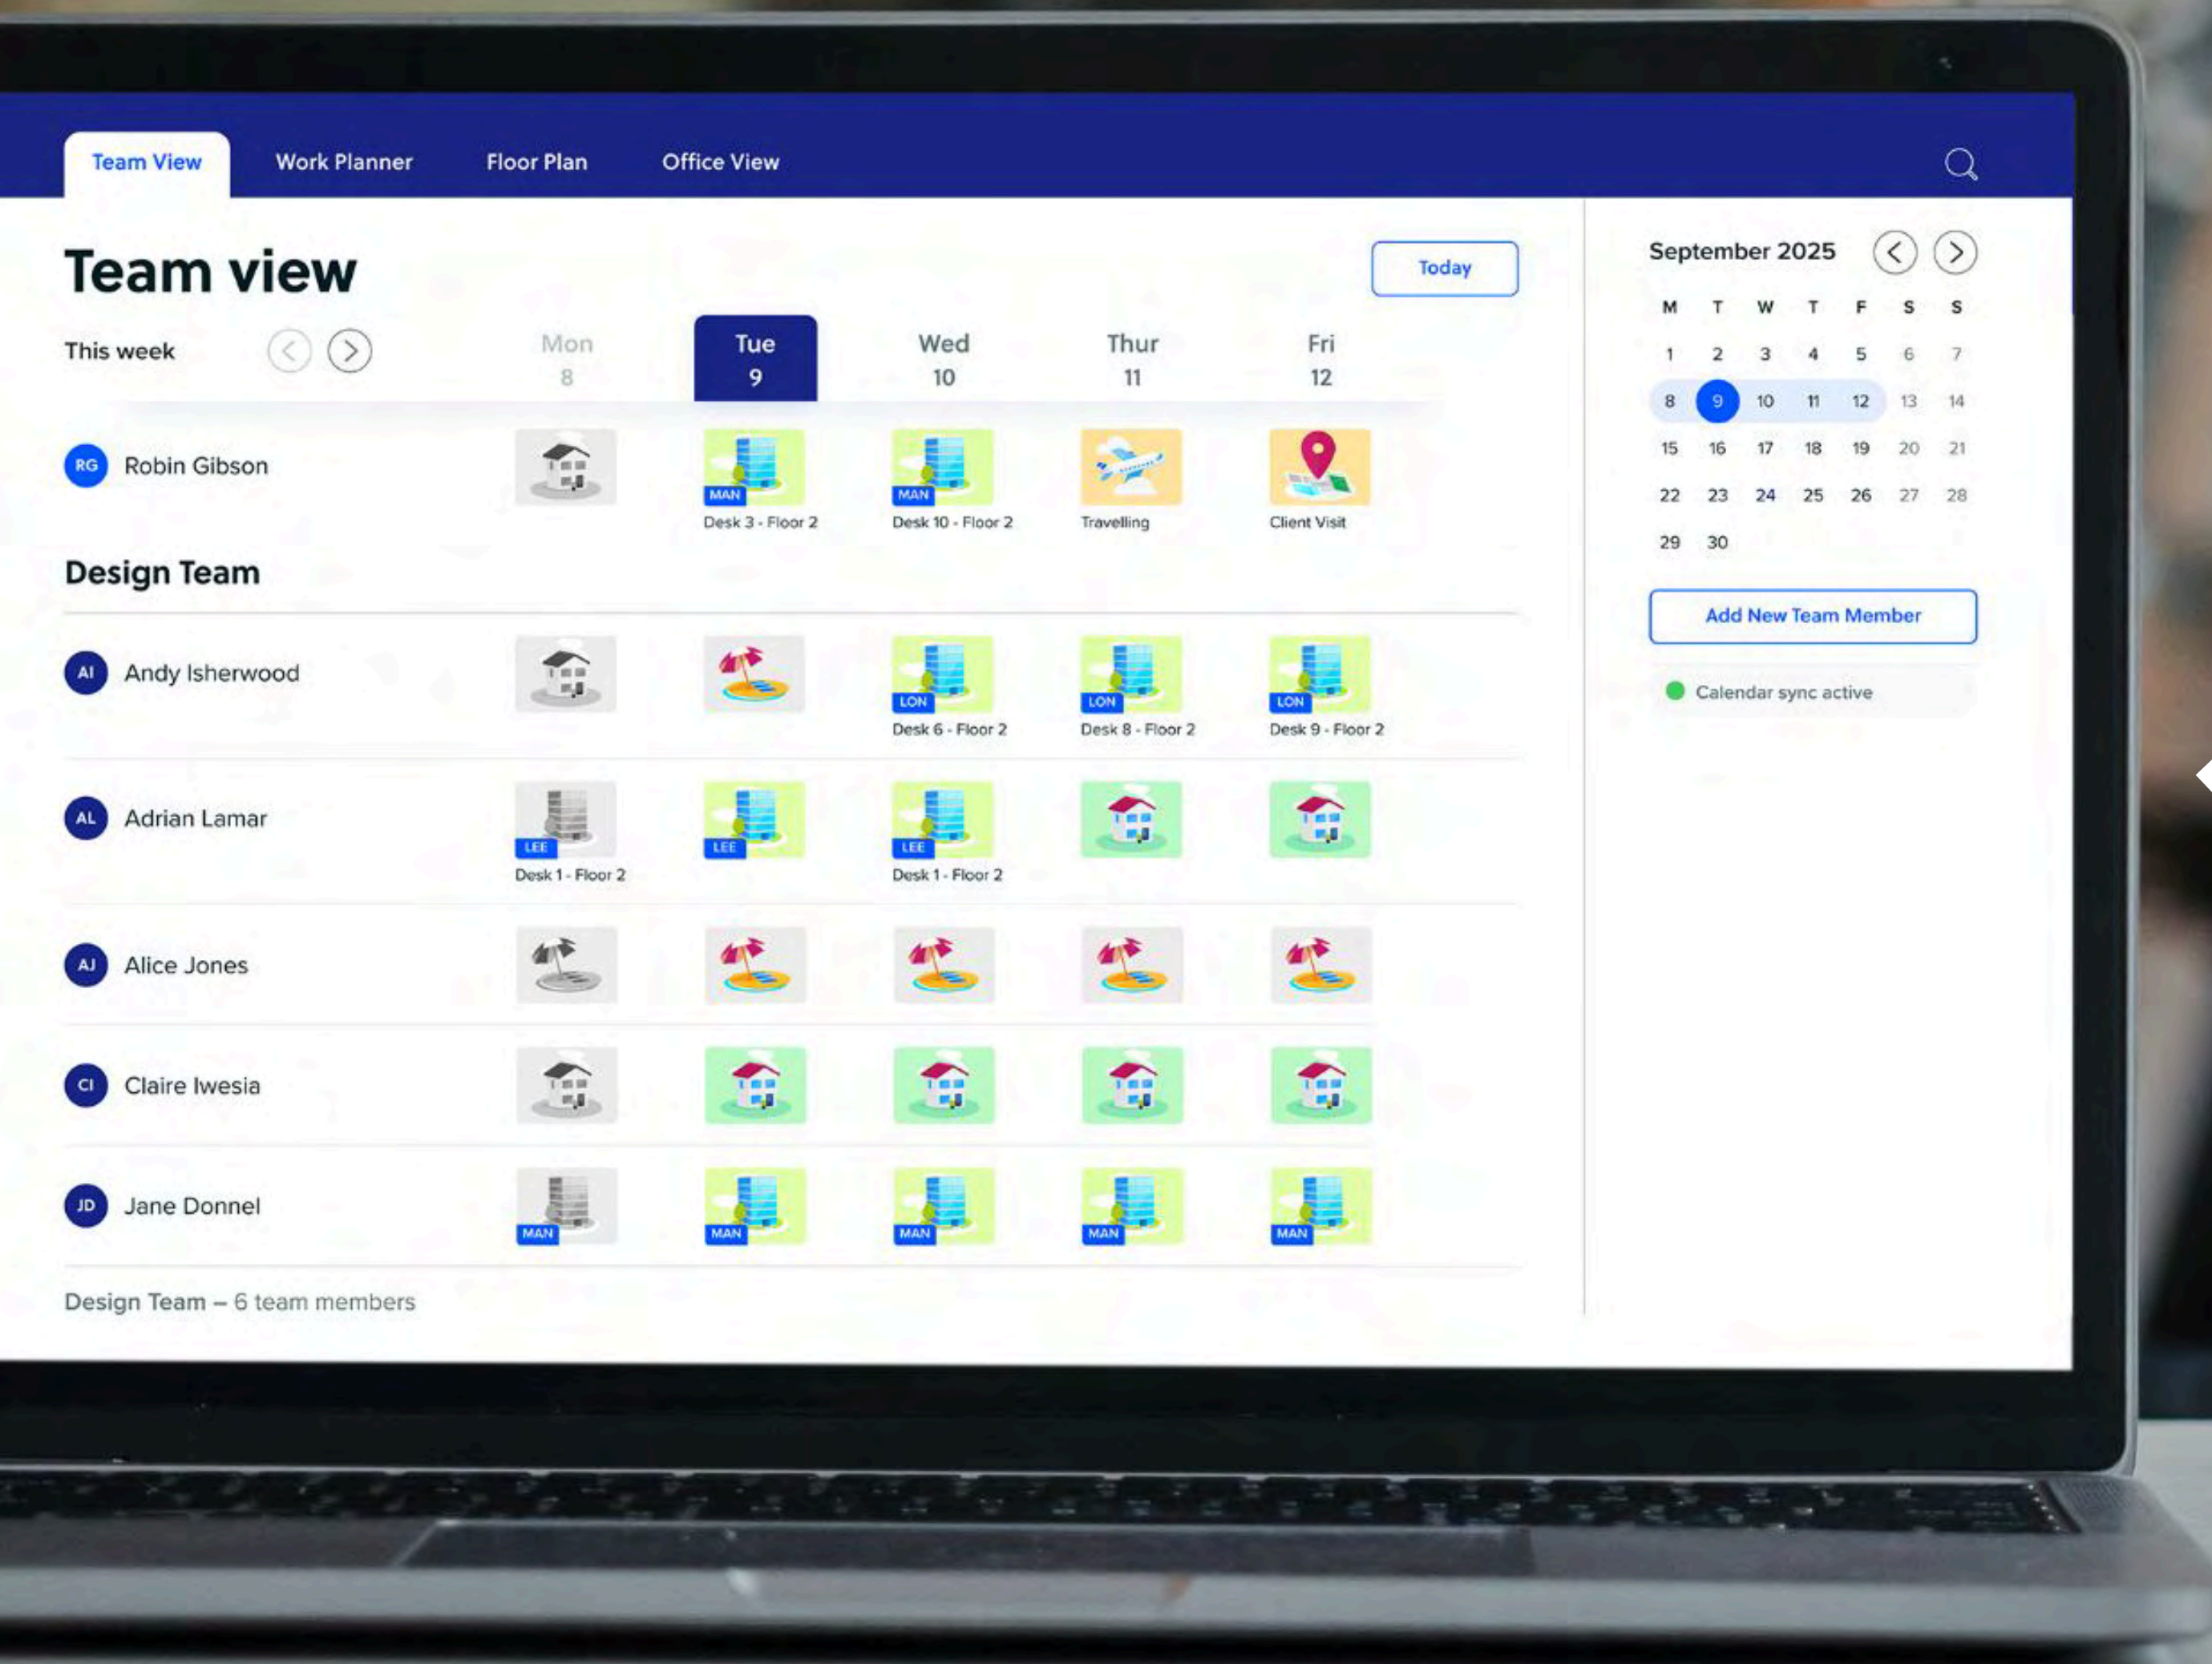 Team View Work Planner Floor Plan Office View
Team view
Today
This week
Mon Tue Wed Thur Fri
8 9 10 11 12
RG Robin Gibson
MAN MAN
Desk 3 - Floor 2 Desk 10 - Floor 2 Travelling Client Visit
Design Team
AI Andy Isherwood
LON LON LON
Desk 6 - Floor 2 Desk 8 - Floor 2 Desk 9 - Floor 2
AL Adrian Lamar
LEE LEE LEE
Desk 1 - Floor 2 Desk 1 - Floor 2
AJ Alice Jones
CI Claire Iwesia
JD Jane Donnel
MAN MAN MAN MAN MAN
Design Team – 6 team members
September 2025
M T W T F S S
1 2 3 4 5 6 7
8 9 10 11 12 13 14
15 16 17 18 19 20 21
22 23 24 25 26 27 28
29 30
Add New Team Member
Calendar sync active